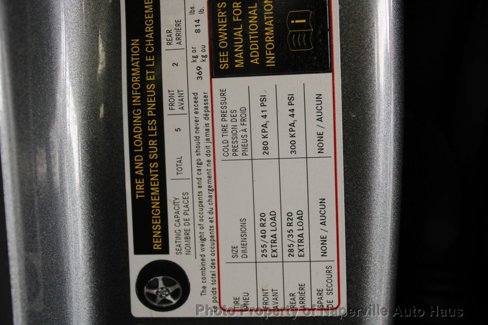 TIRE AND LOADING INFORMATION
RENSEIGNEMENTS SUR LES PNEUS ET LE CHARGEME
SEATING CAPACITY
NOMBRE DE PLACES
TOTAL 5
FRONT
AVANT 2
REAR
ARRIÈRE
The combined weight of occupants and cargo should never exceed
e poids total des occupants et du chargement ne doit jamais dépasser
369 kg or 814 lbs.
kg ou lb.
TIRE
PNEU
SIZE
DIMENSIONS
COLD TIRE PRESSURE
PRESSION DES
PNEUS À FROID
FRONT
AVANT
255/40 R20
EXTRA LOAD
280 KPA, 41 PSI
REAR
ARRIÈRE
285/35 R20
EXTRA LOAD
300 KPA, 44 PSI
SPARE
DE SECOURS
NONE / AUCUN
NONE / AUCUN
SEE OWNER'S
MANUAL FOR
ADDITIONAL
INFORMATION
Photo Property of Naperville Auto Haus